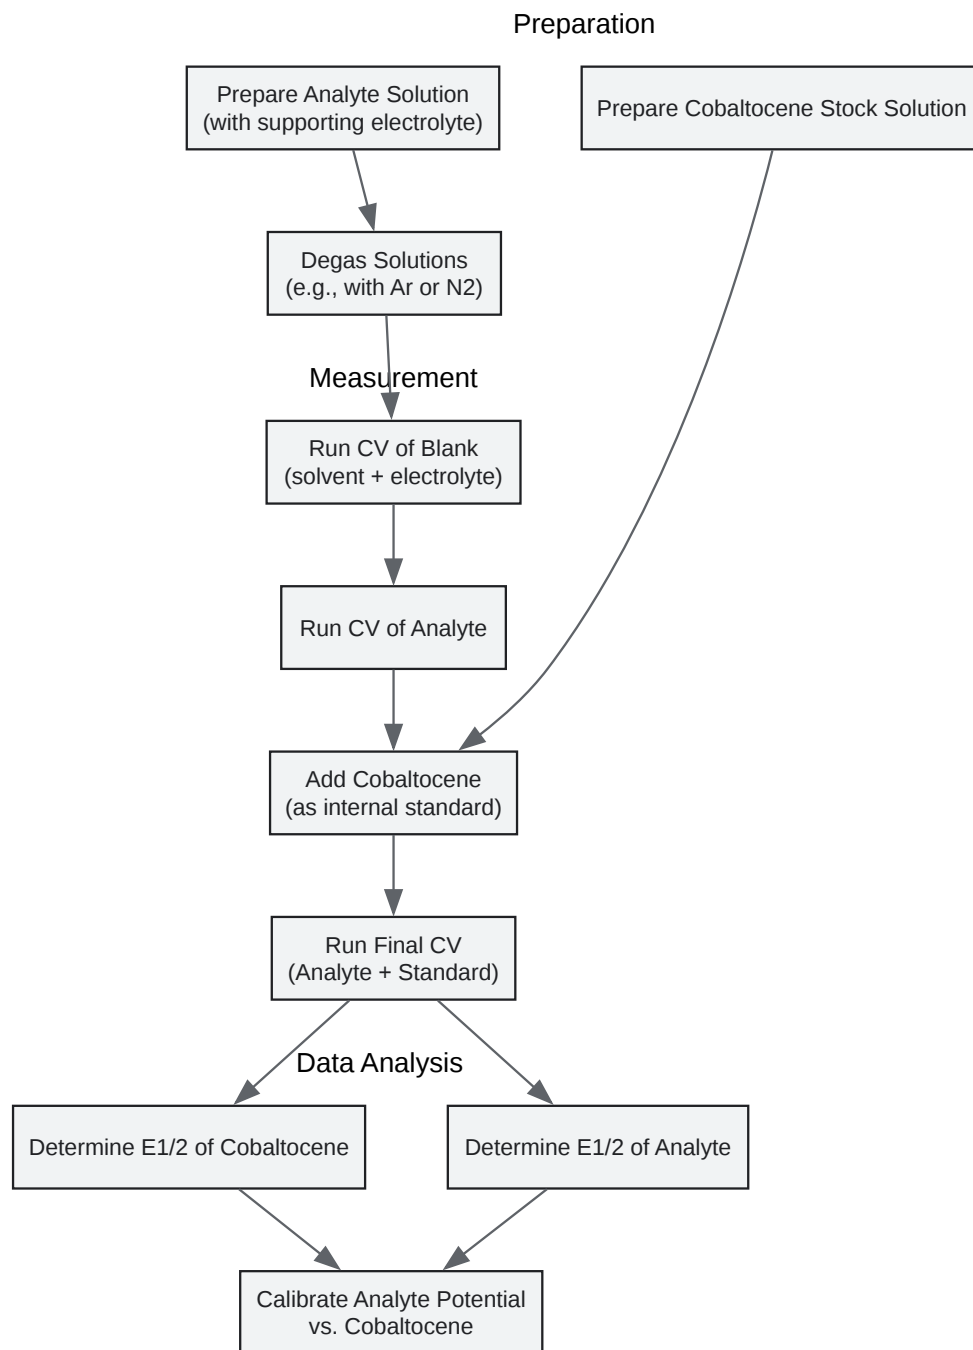 Preparation
Prepare Analyte Solution
(with supporting electrolyte)
Prepare Cobaltocene Stock Solution
Degas Solutions
(e.g., with Ar or N2)
Measurement
Run CV of Blank
(solvent + electrolyte)
Run CV of Analyte
Add Cobaltocene
(as internal standard)
Run Final CV
(Analyte + Standard)
Data Analysis
Determine E1/2 of Cobaltocene
Determine E1/2 of Analyte
Calibrate Analyte Potential
vs. Cobaltocene